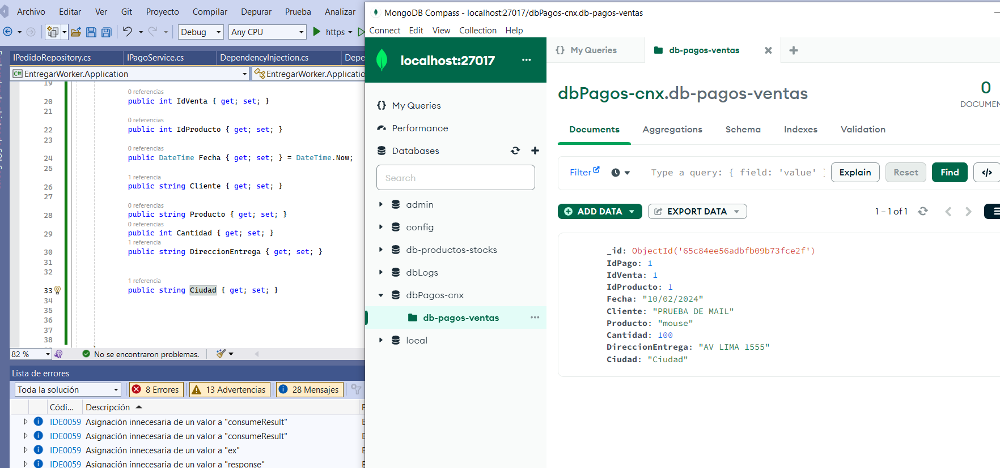 Archivo Editar Ver Git Proyecto Compilar Depurar Prueba Analizar
Debug Any CPU https
IPedidoRepository.cs IPagoService.cs DependencyInjection.cs Depe
C# EntregarWorker.Application EntregarWorker.Applicatio
19
0 referencias
20 public int IdVenta { get; set; }
21
0 referencias
22 public int IdProducto { get; set; }
23
0 referencias
24 public DateTime Fecha { get; set; } = DateTime.Now;
25
1 referencia
26 public string Cliente { get; set; }
27
0 referencias
28 public string Producto { get; set; }
0 referencias
29 public int Cantidad { get; set; }
1 referencia
30 public string DireccionEntrega { get; set; }
31
32
1 referencia
33 public string Ciudad { get; set; }
34
35
36
37
38
82 % No se encontraron problemas.
Lista de errores
Toda la solución 8 Errores 13 Advertencias 28 Mensajes
Códi... Descripción
IDE0059 Asignación innecesaria de un valor a "consumeResult"
IDE0059 Asignación innecesaria de un valor a "consumeResult"
IDE0059 Asignación innecesaria de un valor a "ex"
IDE0059 Asignación innecesaria de un valor a "response"
MongoDB Compass - localhost:27017/dbPagos-cnx.db-pagos-ventas
Connect Edit View Collection Help
localhost:27017 ...
{} My Queries
Performance
Databases
Search
admin
config
db-productos-stocks
dbLogs
dbPagos-cnx
db-pagos-ventas ...
local
{} My Queries db-pagos-ventas
dbPagos-cnx.db-pagos-ventas
0
DOCUMEN
Documents Aggregations Schema Indexes Validation
Filter Type a query: { field: 'value' Explain Reset Find </>
ADD DATA EXPORT DATA 1 – 1 of 1
_id: ObjectId('65c84ee56adbfb09b73fce2f')
IdPago: 1
IdVenta: 1
IdProducto: 1
Fecha: "10/02/2024"
Cliente: "PRUEBA DE MAIL"
Producto: "mouse"
Cantidad: 100
DireccionEntrega: "AV LIMA 1555"
Ciudad: "Ciudad"